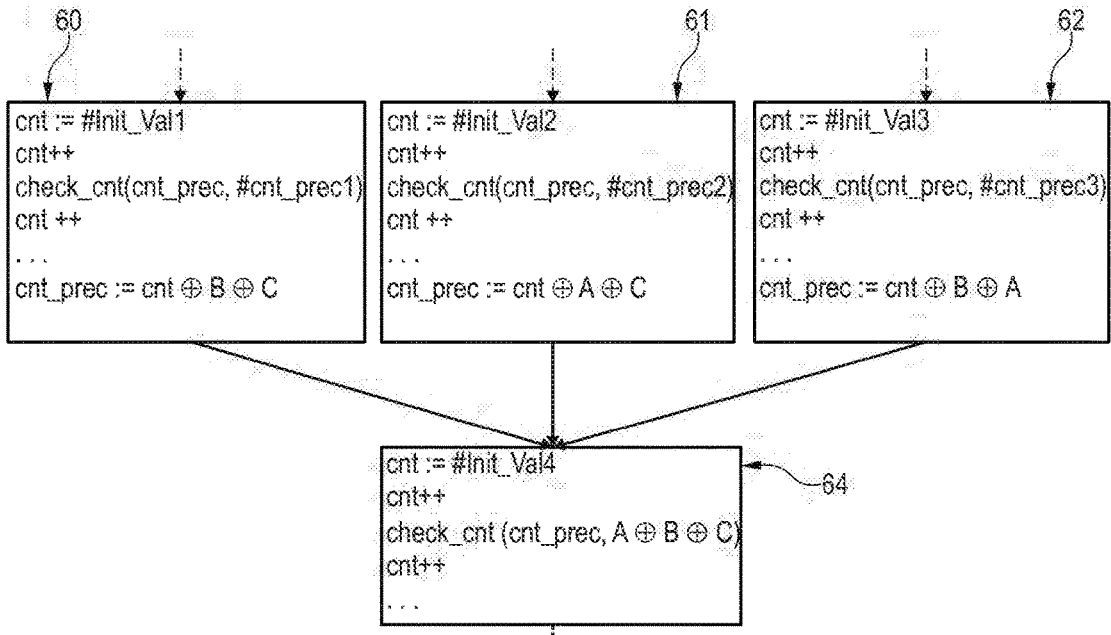 60
61
62
cnt := #Init_Val1
cnt++
check_cnt(cnt_prec, #cnt_prec1)
cnt ++
. . .
cnt_prec := cnt ⊕ B ⊕ C
cnt := #Init_Val2
cnt++
check_cnt(cnt_prec, #cnt_prec2)
cnt ++
. . .
cnt_prec := cnt ⊕ A ⊕ C
cnt := #Init_Val3
cnt++
check_cnt(cnt_prec, #cnt_prec3)
cnt ++
. . .
cnt_prec := cnt ⊕ B ⊕ A
cnt := #Init_Val4
cnt++
check_cnt (cnt_prec, A ⊕ B ⊕ C)
cnt++
. . .
64